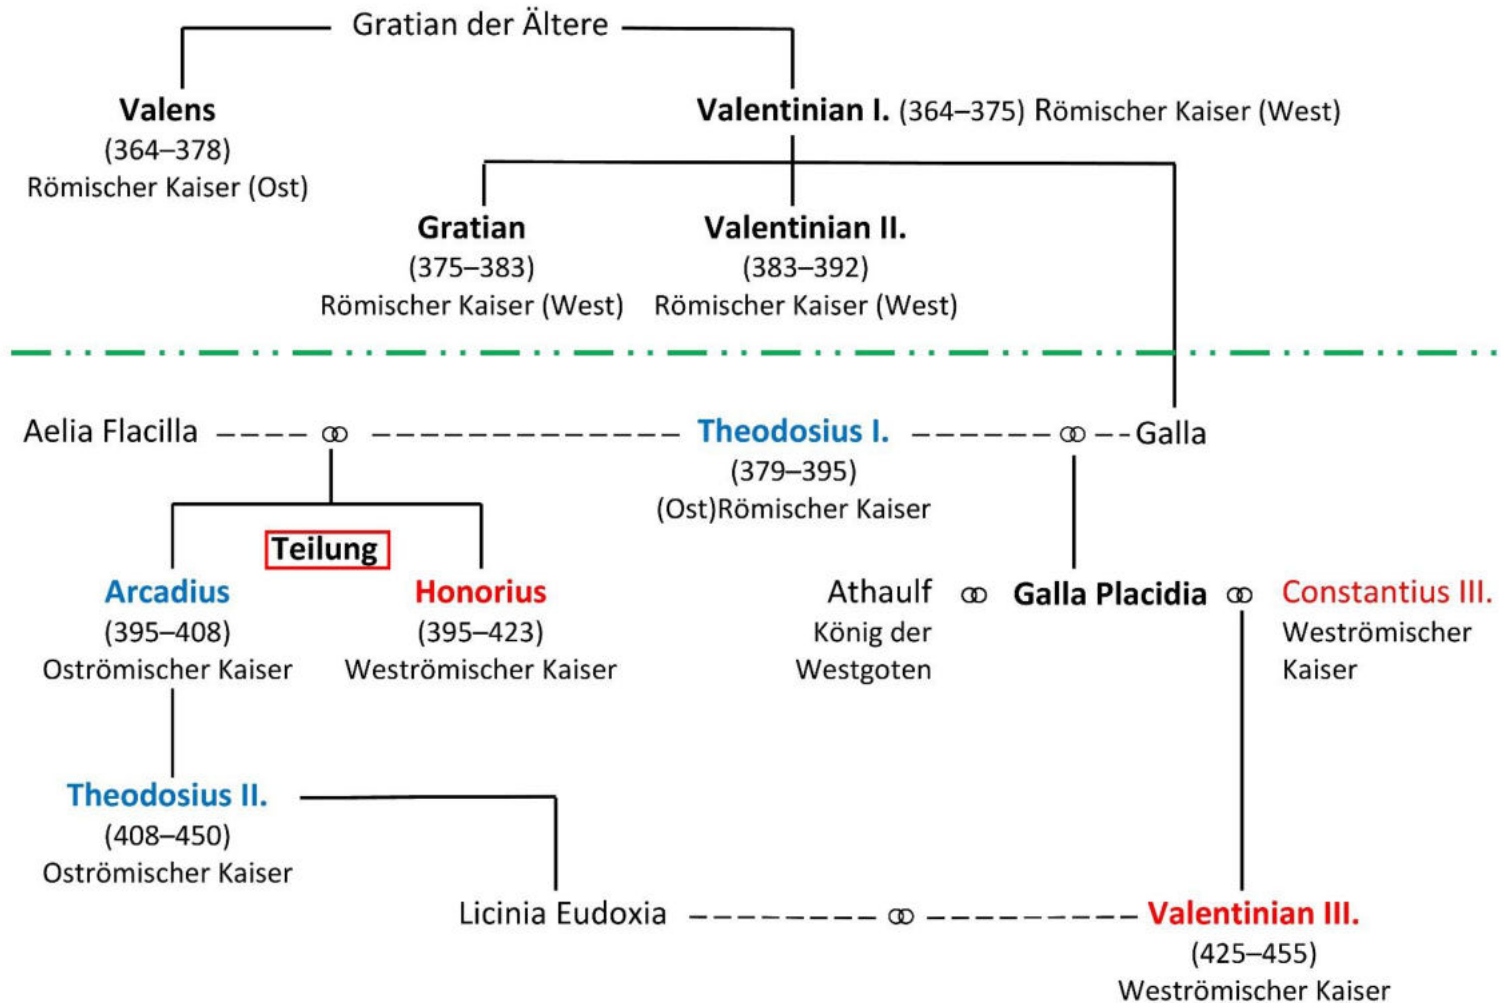 Gratian der Ältere
Valens
(364–378)
Römischer Kaiser (Ost)
Valentinian I. (364–375) Römischer Kaiser (West)
Gratian
(375–383)
Römischer Kaiser (West)
Valentinian II.
(383–392)
Römischer Kaiser (West)
Aelia Flacilla
Theodosius I.
(379–395)
(Ost)Römischer Kaiser
Galla
Teilung
Arcadius
(395–408)
Oströmischer Kaiser
Honorius
(395–423)
Weströmischer Kaiser
Athaulf
König der
Westgoten
Galla Placidia
Constantius III.
Weströmischer
Kaiser
Theodosius II.
(408–450)
Oströmischer Kaiser
Licinia Eudoxia
Valentinian III.
(425–455)
Weströmischer Kaiser